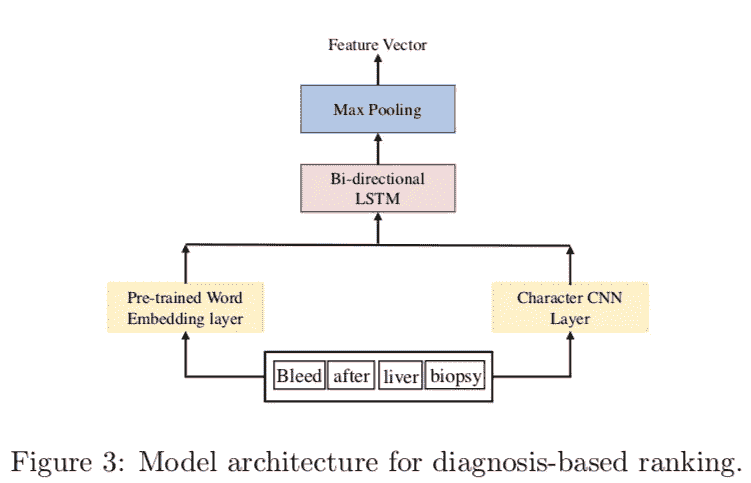 Feature Vector
Max Pooling
Bi-directional
LSTM
Pre-trained Word
Embedding layer
Character CNN
Layer
Bleed after liver biopsy
Figure 3: Model architecture for diagnosis-based ranking.